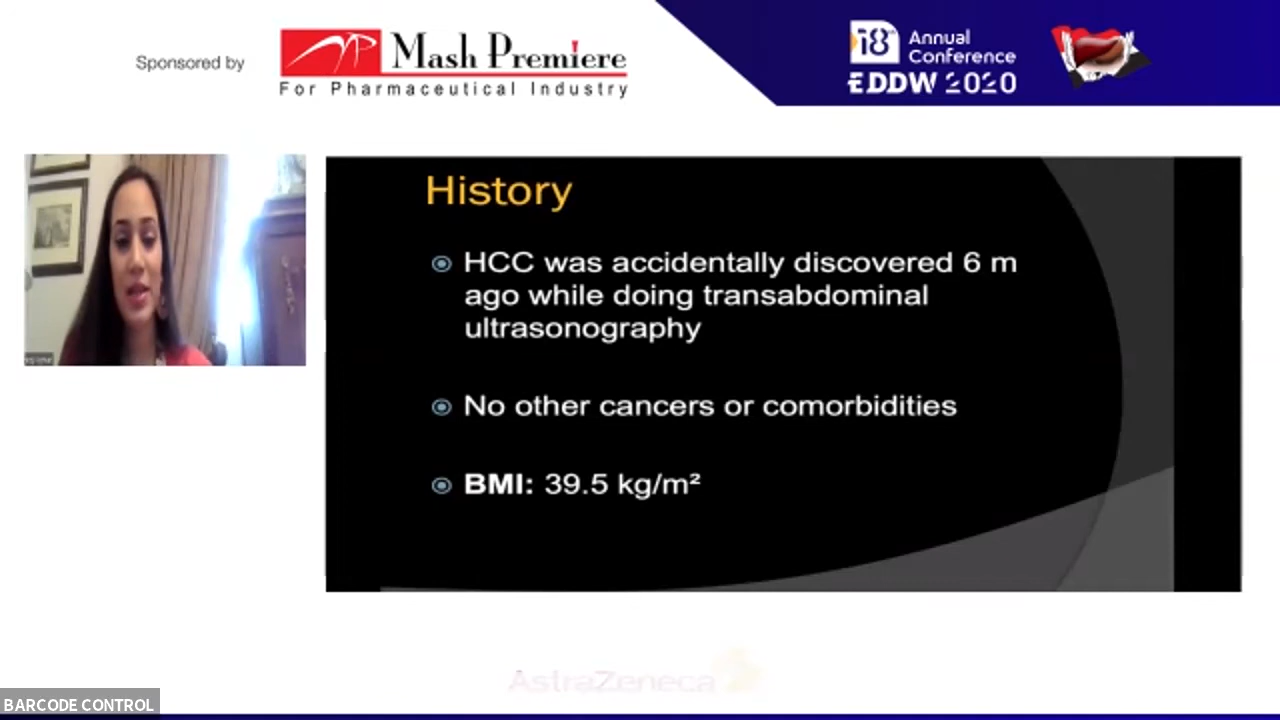 Sponsored by
Mash Premiere
For Pharmaceutical Industry
18
Annual
Conference
EDDW 2020
History
HCC was accidentally discovered 6 m
ago while doing transabdominal
ultrasonography
No other cancers or comorbidities
BMI: 39.5 kg/m²
AstraZeneca
BARCODE CONTROL